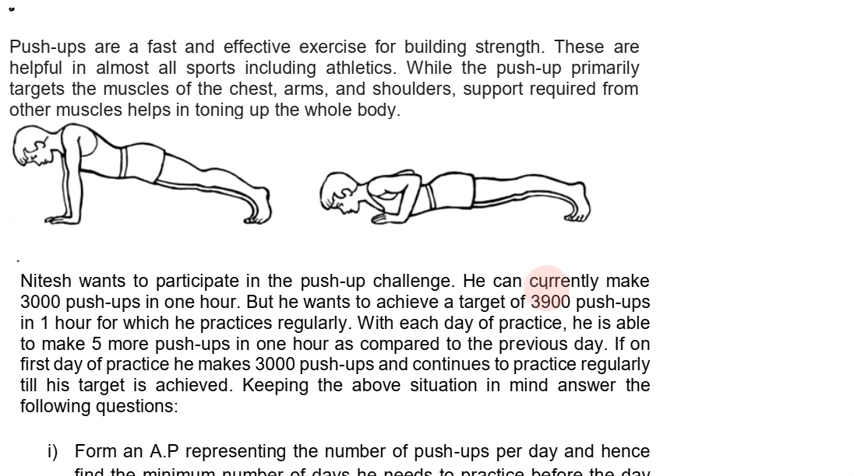 Push-ups are a fast and effective exercise for building strength. These are
helpful in almost all sports including athletics. While the push-up primarily
targets the muscles of the chest, arms, and shoulders, support required from
other muscles helps in toning up the whole body.
Nitesh wants to participate in the push-up challenge. He can currently make
3000 push-ups in one hour. But he wants to achieve a target of 3900 push-ups
in 1 hour for which he practices regularly. With each day of practice, he is able
to make 5 more push-ups in one hour as compared to the previous day. If on
first day of practice he makes 3000 push-ups and continues to practice regularly
till his target is achieved. Keeping the above situation in mind answer the
following questions:
i) Form an A.P representing the number of push-ups per day and hence
find the minimum number of days he needs to practice before the day